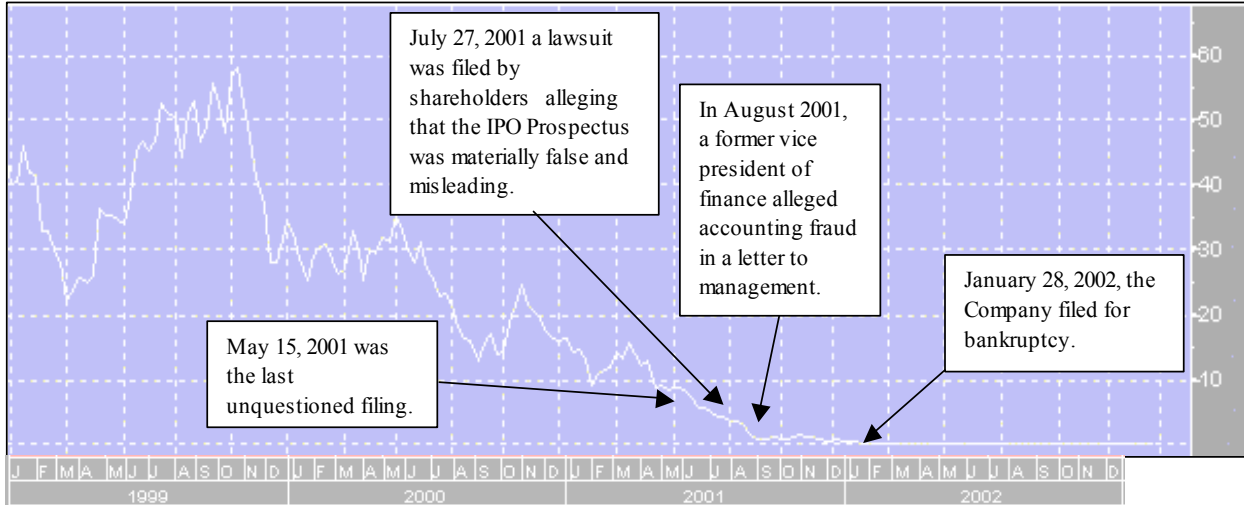 July 27, 2001 a lawsuit
was filed by
shareholders alleging
that the IPO Prospectus
was materially false and
misleading.
In August 2001,
a former vice
president of
finance alleged
accounting fraud
in a letter to
management.
January 28, 2002, the
Company filed for
bankruptcy.
May 15, 2001 was
the last
unquestioned filing.
60
50
40
30
20
10
J F M A M J J A S O N D J F M A M J J A S O N D J F M A M J J A S O N D J F M A M J J A S O N D
1999 2000 2001 2002